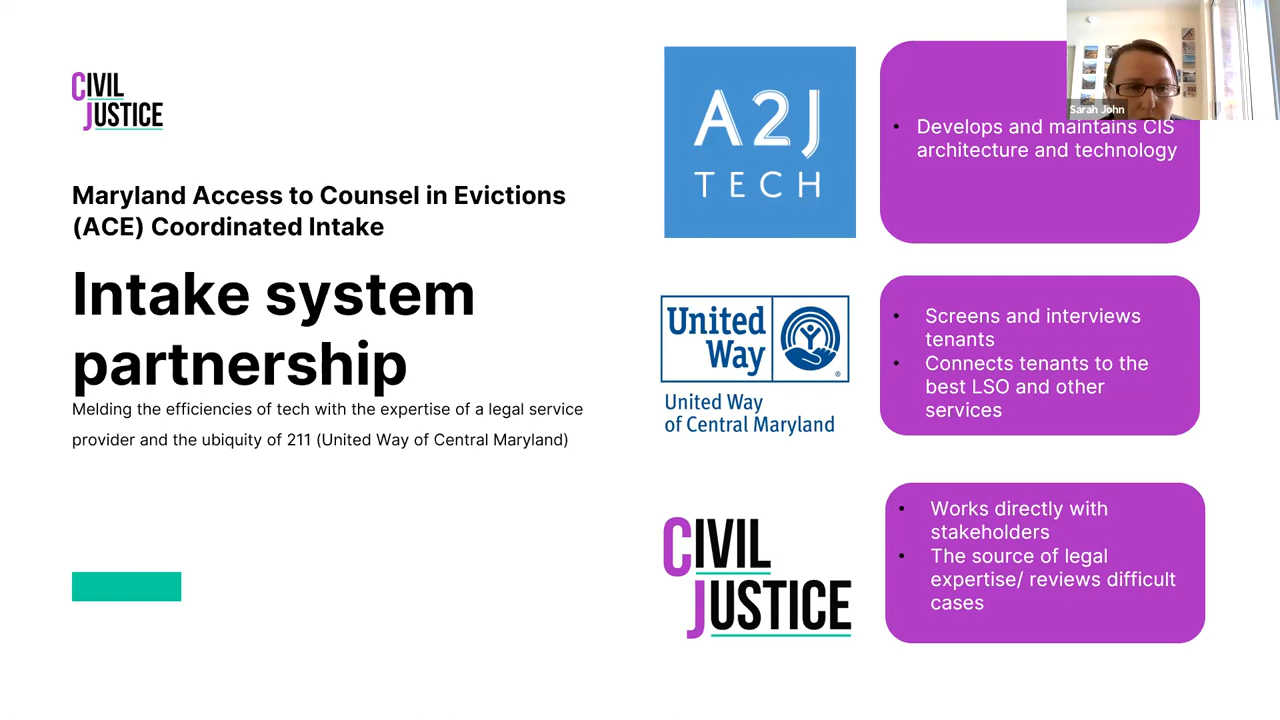 CIVIL
JUSTICE
Maryland Access to Counsel in Evictions
(ACE) Coordinated Intake
Intake system
partnership
Melding the efficiencies of tech with the expertise of a legal service
provider and the ubiquity of 211 (United Way of Central Maryland)
A2J
TECH
Sarah John
• Develops and maintains CIS
architecture and technology
United
Way
®
United Way
of Central Maryland
• Screens and interviews
tenants
• Connects tenants to the
best LSO and other
services
CIVIL
JUSTICE
• Works directly with
stakeholders
• The source of legal
expertise/ reviews difficult
cases